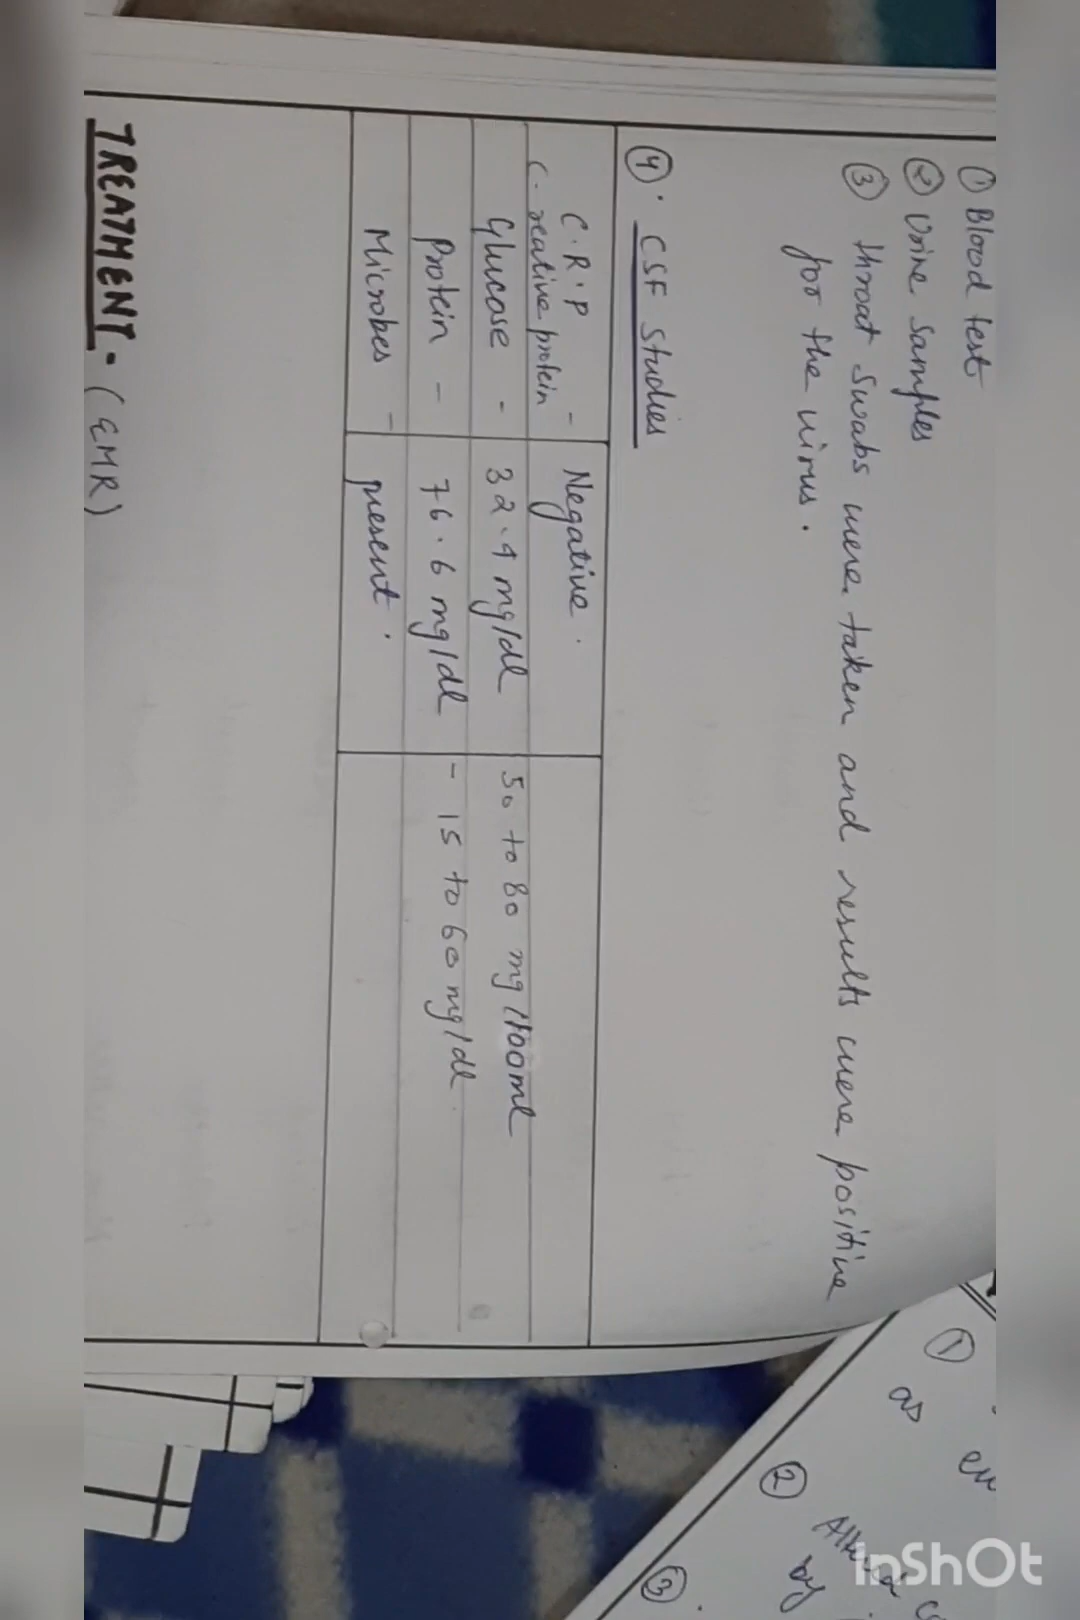 ① Blood test
② Urine Samples
③ throat swabs were taken and results were positive
for the virus.
④. CSF Studies
C.R.P - Negative.
C-reactive protein
Glucose - 32.4 mg/dl 50 to 80 mg/100ml
Protein - 76.6 mg/dl - 15 to 60 mg/dl
Microbes - present.
TREATMENT - (EMR)
①
as
②
by
③.
InShOt